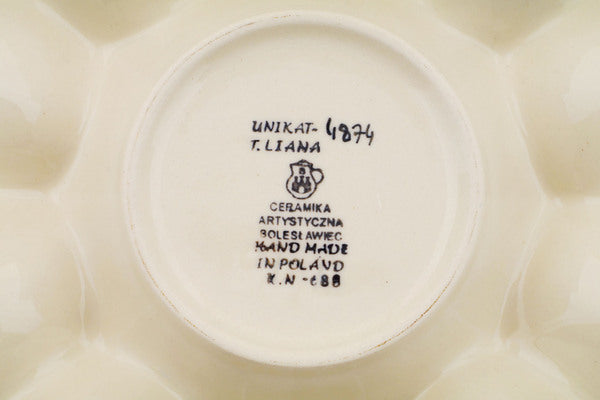 UNIKAT-4874
T. LIANA
CERAMIKA
ARTYSTYCZNA
BOLESŁAWIEC
HAND MADE
IN POLAND
K.N -688